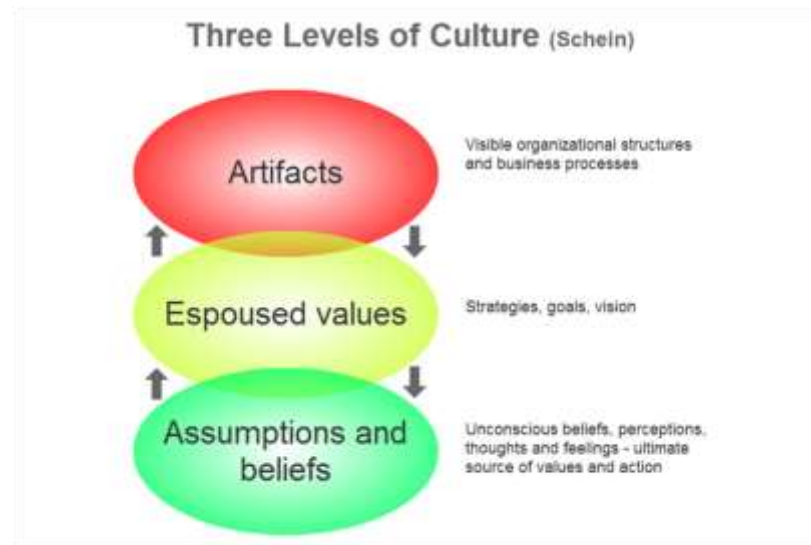 Three Levels of Culture (Schein)
Artifacts
Visible organizational structures
and business processes
Espoused values
Strategies, goals, vision
Assumptions and
beliefs
Unconscious beliefs, perceptions,
thoughts and feelings - ultimate
source of values and action